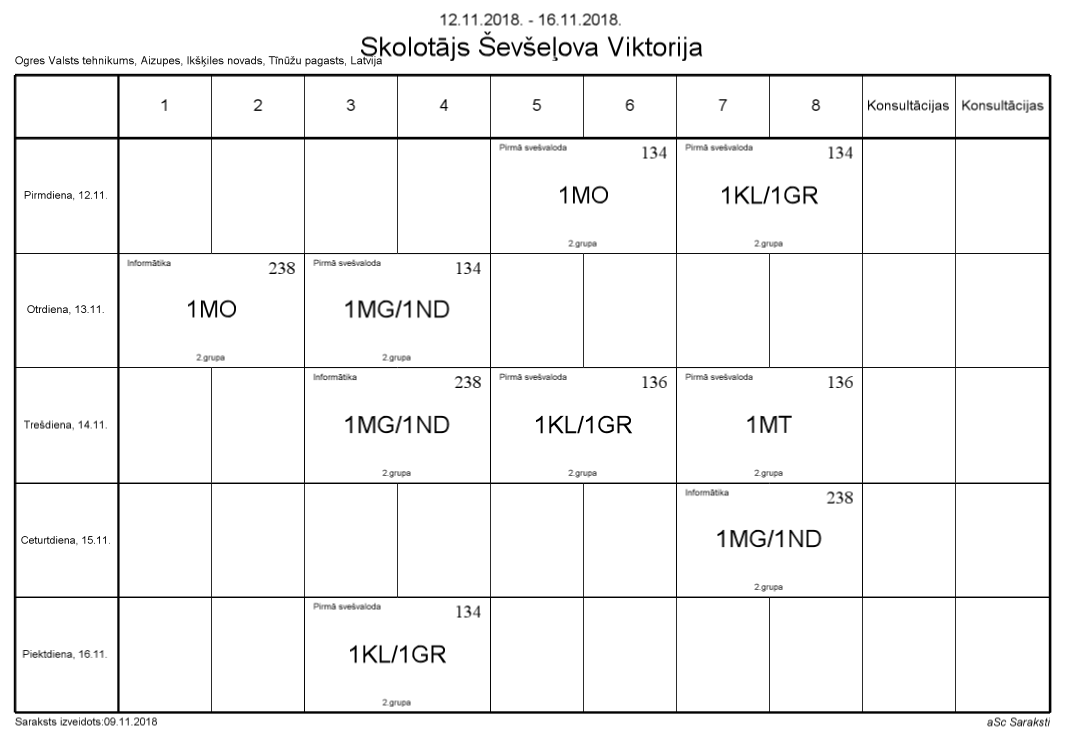 12.11.2018. - 16.11.2018.
Skolotājs Ševšeļova Viktorija
Ogres Valsts tehnikums, Aizupes, Ikšķiles novads, Tīnūžu pagasts, Latvija
1 2 3 4 5 6 7 8 Konsultācijas Konsultācijas
Pirmdiena, 12.11.
Pirmā svešvaloda 134
1MO
2.grupa
Pirmā svešvaloda 134
1KL/1GR
2.grupa
Otrdiena, 13.11.
Informātika 238
1MO
2.grupa
Pirmā svešvaloda 134
1MG/1ND
2.grupa
Trešdiena, 14.11.
Informātika 238
1MG/1ND
2.grupa
Pirmā svešvaloda 136
1KL/1GR
2.grupa
Pirmā svešvaloda 136
1MT
2.grupa
Ceturtdiena, 15.11.
Informātika 238
1MG/1ND
2.grupa
Piektdiena, 16.11.
Pirmā svešvaloda 134
1KL/1GR
2.grupa
Saraksts izveidots:09.11.2018
aSc Saraksti